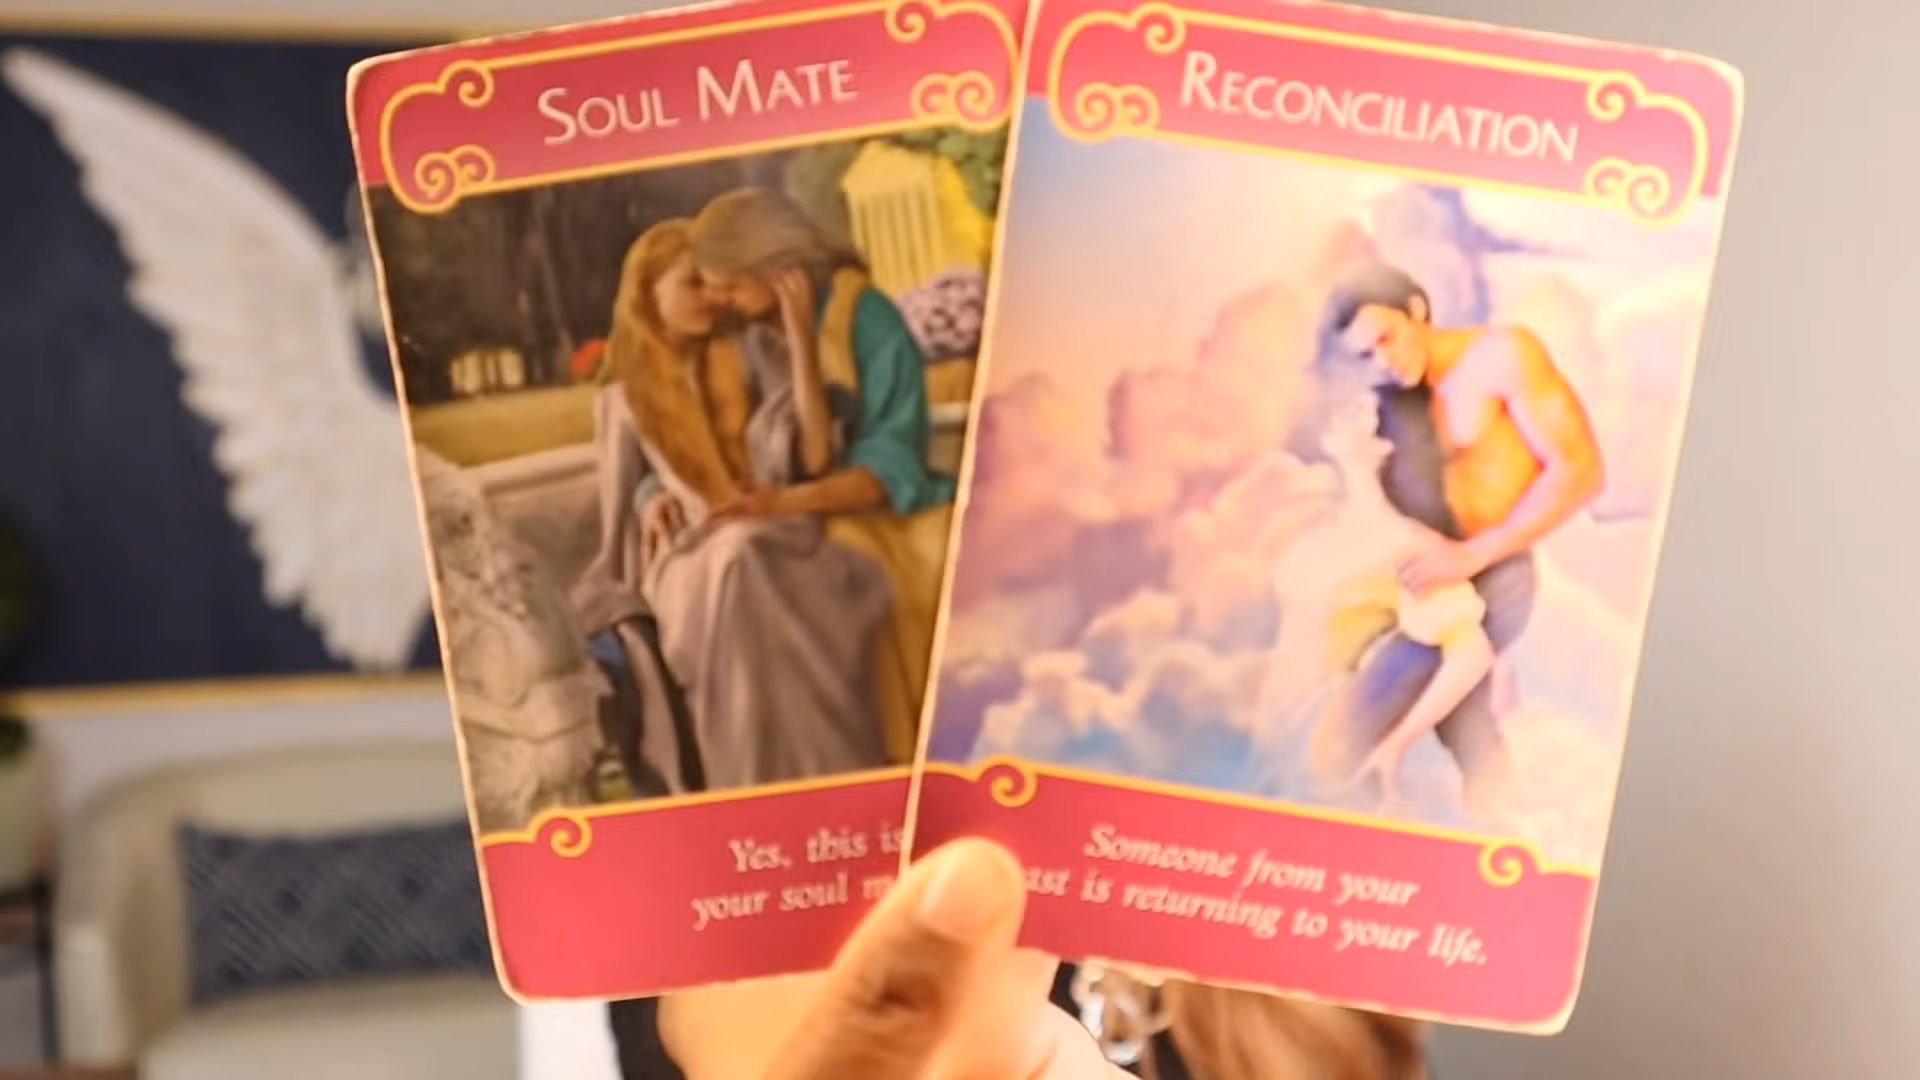 SOUL MATE
Yes, this is
your soul m
RECONCILIATION
Someone from your
ast is returning to your life.